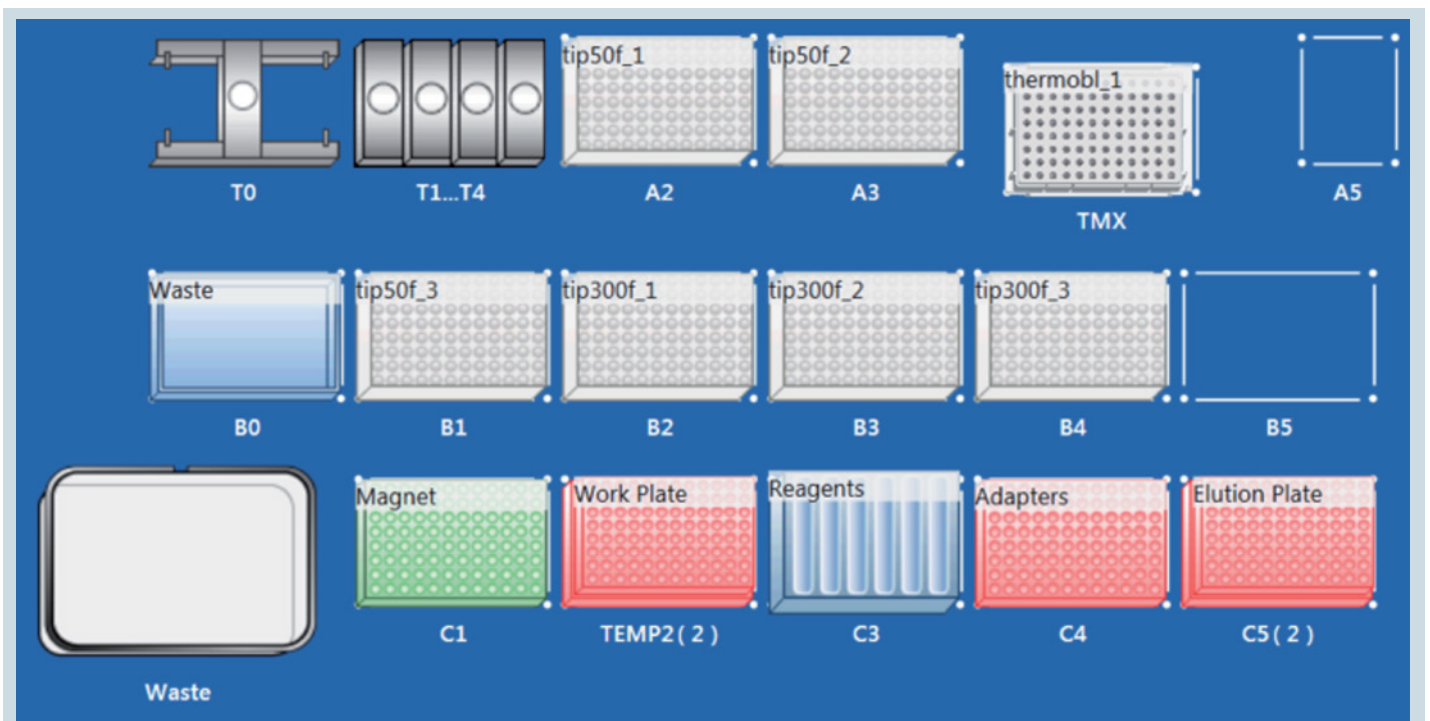 tip50f_1
tip50f_2
thermobl_1
T0
T1...T4
A2
A3
TMX
A5
Waste
tip50f_3
tip300f_1
tip300f_2
tip300f_3
B0
B1
B2
B3
B4
B5
Magnet
Work Plate
Reagents
Adapters
Elution Plate
C1
TEMP2( 2 )
C3
C4
C5( 2 )
Waste